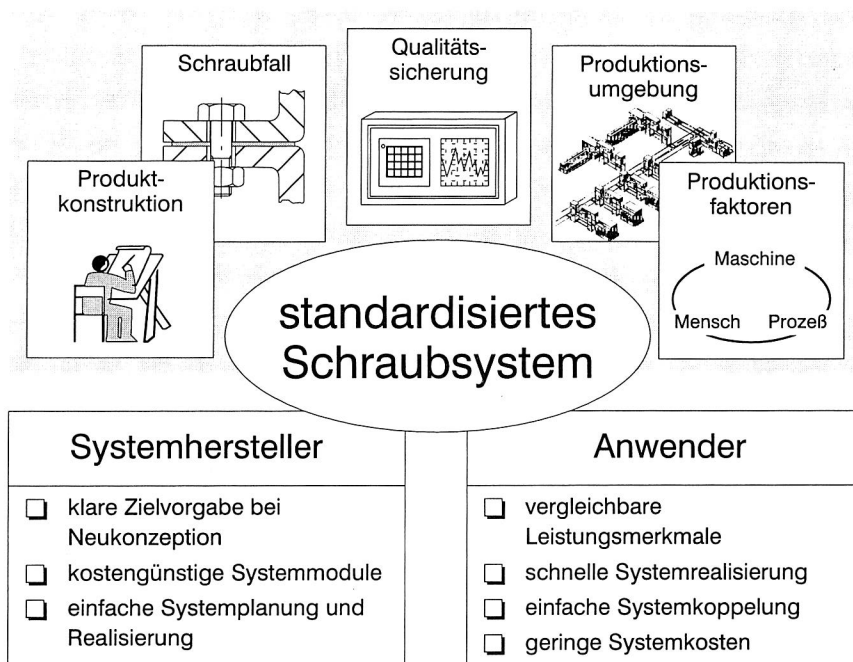 Schraubfall
Qualitäts-
sicherung
Produktions-
umgebung
Produkt-
konstruktion
Produktions-
faktoren
Maschine
Mensch Prozeß
standardisiertes
Schraubsystem
Systemhersteller
klare Zielvorgabe bei
Neukonzeption
kostengünstige Systemmodule
einfache Systemplanung und
Realisierung
Anwender
vergleichbare
Leistungsmerkmale
schnelle Systemrealisierung
einfache Systemkoppelung
geringe Systemkosten